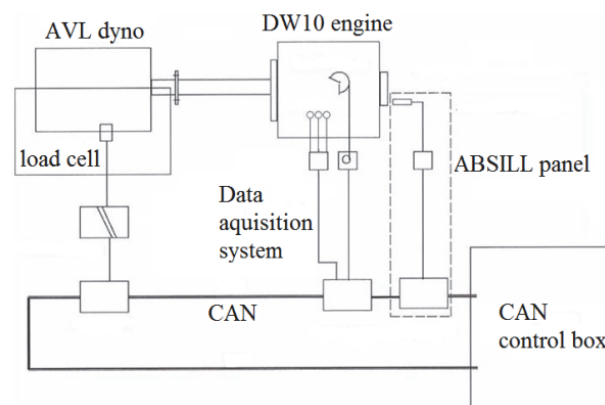 AVL dyno
DW10 engine
load cell
ABSILL panel
Data
aquisition
system
CAN
CAN
control box